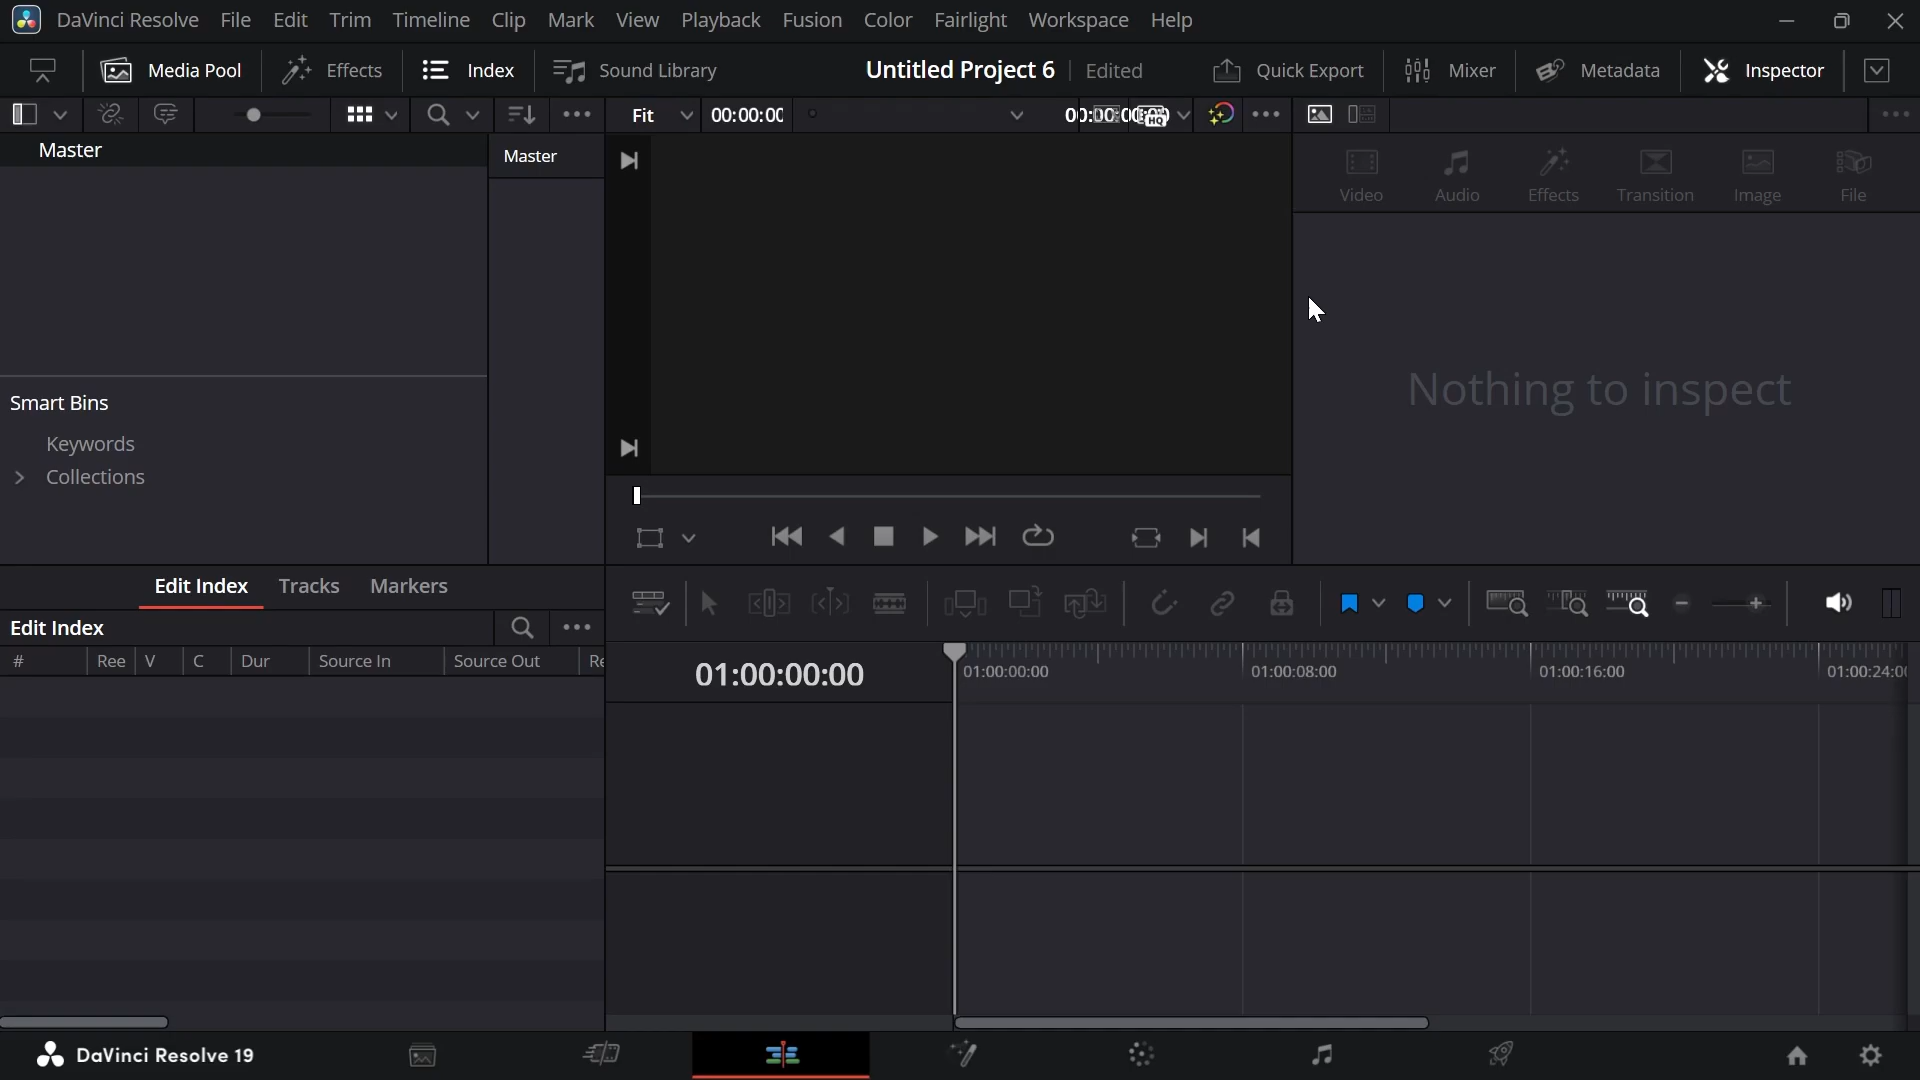 DaVinci Resolve File Edit Trim Timeline Clip Mark View Playback Fusion Color Fairlight Workspace Help
Media Pool Effects Index Sound Library Untitled Project 6 Edited Quick Export Mixer Metadata Inspector
Fit 00:00:00
Master
Master
Video Audio Effects Transition Image File
Nothing to inspect
Smart Bins
Keywords
Collections
Edit Index Tracks Markers
Edit Index
# Ree V C Dur Source In Source Out Re
01:00:00:00
01:00:00:00 01:00:08:00 01:00:16:00 01:00:24:0
DaVinci Resolve 19